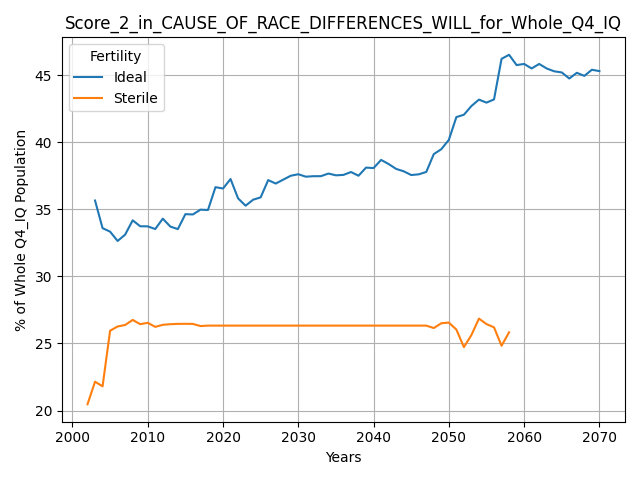 Score_2_in_CAUSE_OF_RACE_DIFFERENCES_WILL_for_Whole_Q4_IQ
Fertility
Ideal
Sterile
% of Whole Q4_IQ Population
45
40
35
30
25
20
2000 2010 2020 2030 2040 2050 2060 2070
Years